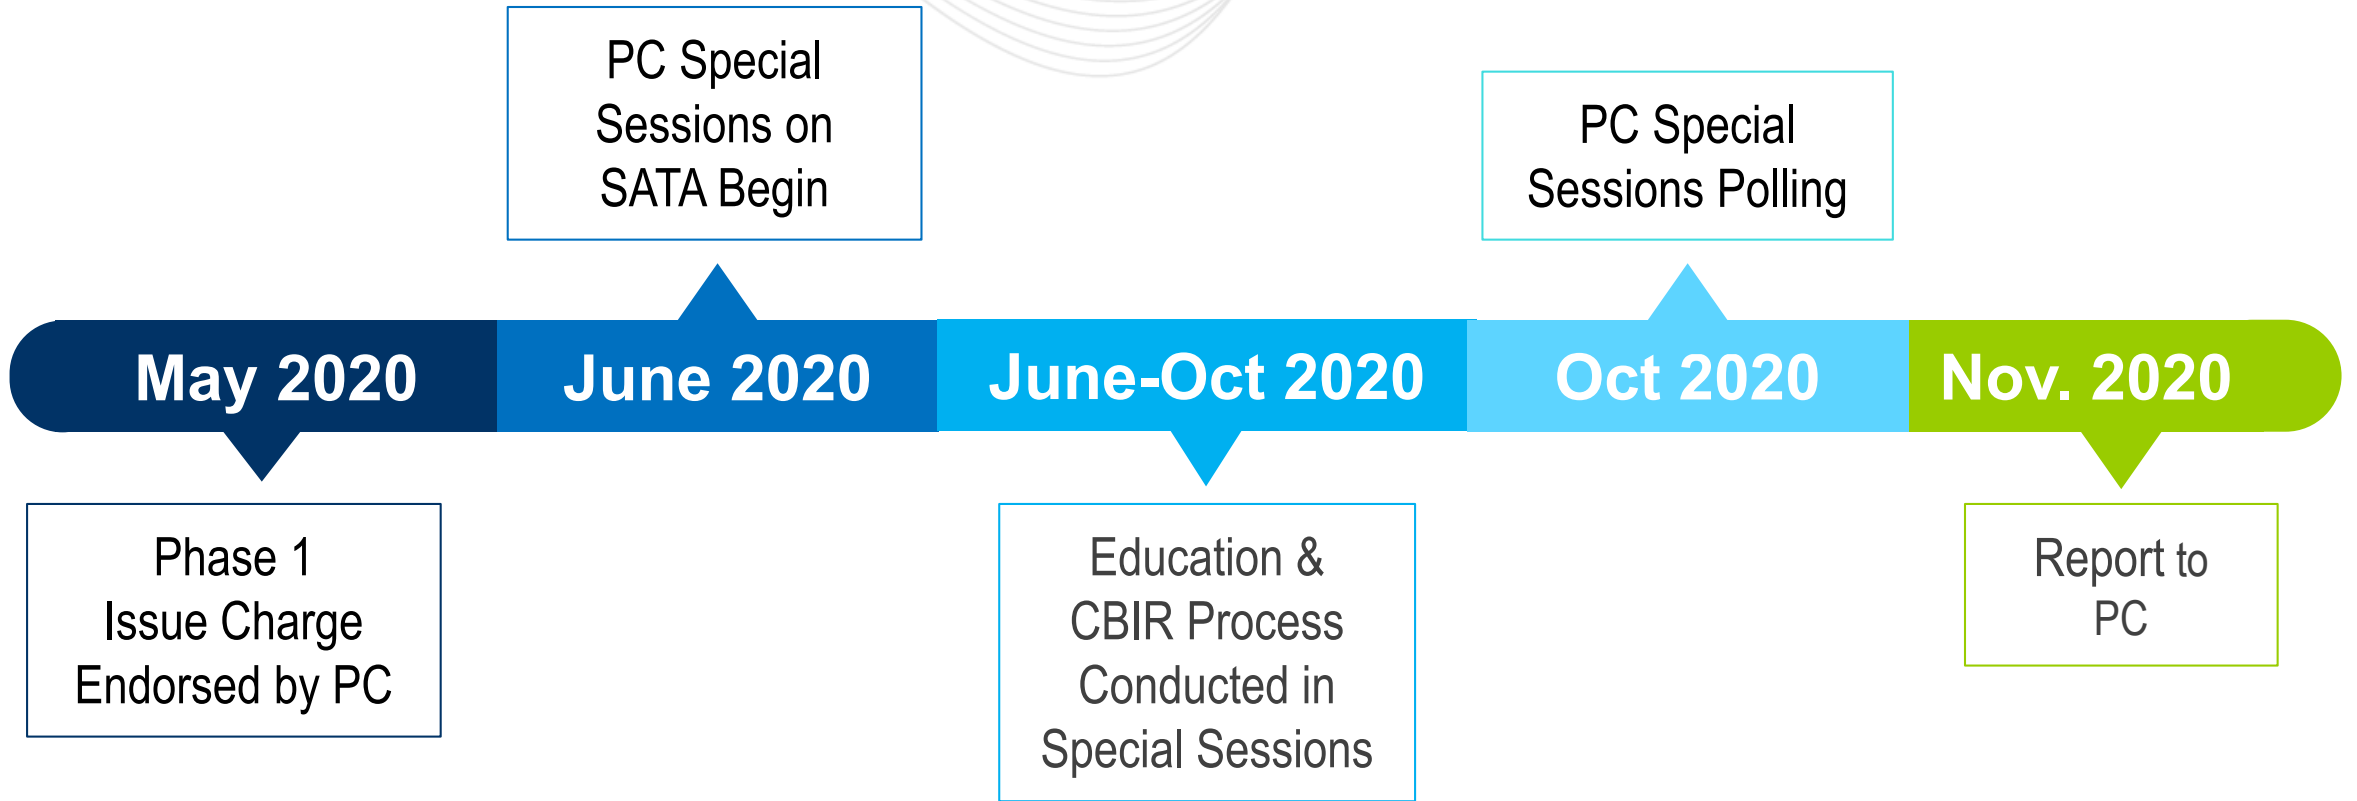 PC Special
Sessions on
SATA Begin
PC Special
Sessions Polling
May 2020
June 2020
June-Oct 2020
Oct 2020
Nov. 2020
Phase 1
Issue Charge
Endorsed by PC
Education &
CBIR Process
Conducted in
Special Sessions
Report to
PC